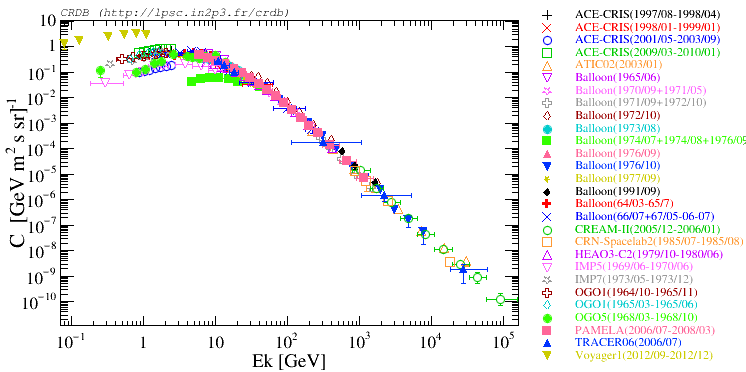 CRDB (http://lpsc.in2p3.fr/crdb)
C [GeV m² s sr]⁻¹
10
1
10⁻¹
10⁻²
10⁻³
10⁻⁴
10⁻⁵
10⁻⁶
10⁻⁷
10⁻⁸
10⁻⁹
10⁻¹⁰
10⁻¹ 1 10 10² 10³ 10⁴ 10⁵
Ek [GeV]
ACE-CRIS(1997/08-1998/04)
ACE-CRIS(1998/01-1999/01)
ACE-CRIS(2001/05-2003/09)
ACE-CRIS(2009/03-2010/01)
ATIC02(2003/01)
Balloon(1965/06)
Balloon(1970/09+1971/05)
Balloon(1971/09+1972/10)
Balloon(1972/10)
Balloon(1973/08)
Balloon(1974/07+1974/08+1976/05
Balloon(1976/09)
Balloon(1976/10)
Balloon(1977/09)
Balloon(1991/09)
Balloon(64/03-65/7)
Balloon(66/07+67/05-06-07)
CREAM-II(2005/12-2006/01)
CRN-Spacelab2(1985/07-1985/08)
HEAO3-C2(1979/10-1980/06)
IMP5(1969/06-1970/06)
IMP7(1973/05-1973/12)
OGO1(1964/10-1965/11)
OGO1(1965/03-1965/06)
OGO5(1968/03-1968/10)
PAMELA(2006/07-2008/03)
TRACER06(2006/07)
Voyager1(2012/09-2012/12)